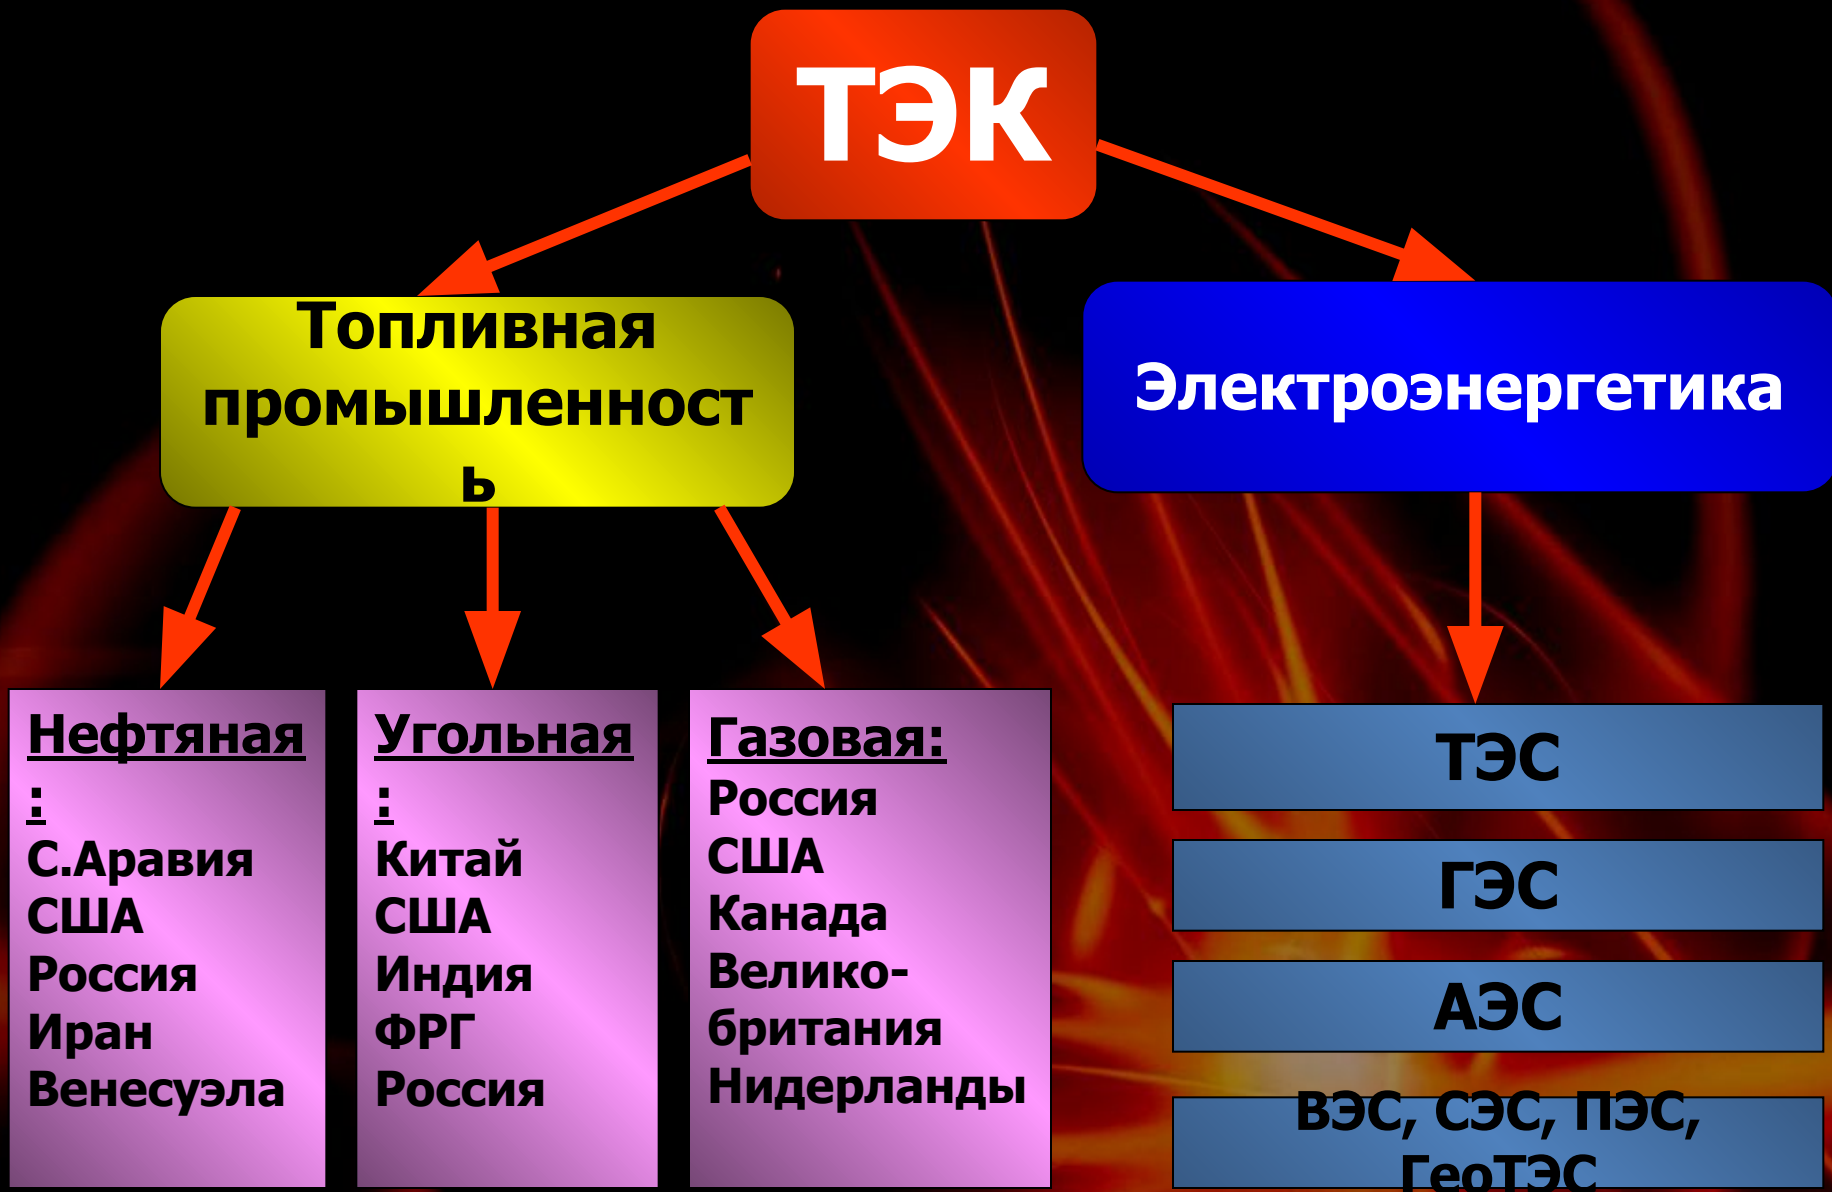 ТЭК
Топливная
промышленност
ь
Электроэнергетика
Нефтяная
:
С.Аравия
США
Россия
Иран
Венесуэла
Угольная
:
Китай
США
Индия
ФРГ
Россия
Газовая:
Россия
США
Канада
Велико-
британия
Нидерланды
ТЭС
ГЭС
АЭС
ВЭС, СЭС, ПЭС,
ГеоТЭС